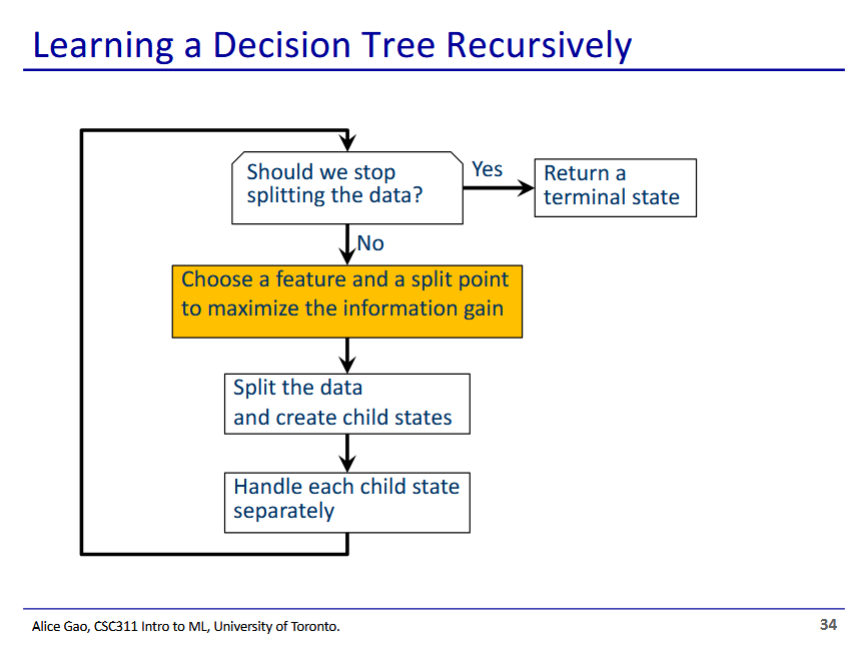 Learning a Decision Tree Recursively
Should we stop
splitting the data?
Yes
Return a
terminal state
No
Choose a feature and a split point
to maximize the information gain
Split the data
and create child states
Handle each child state
separately
Alice Gao, CSC311 Intro to ML, University of Toronto.
34